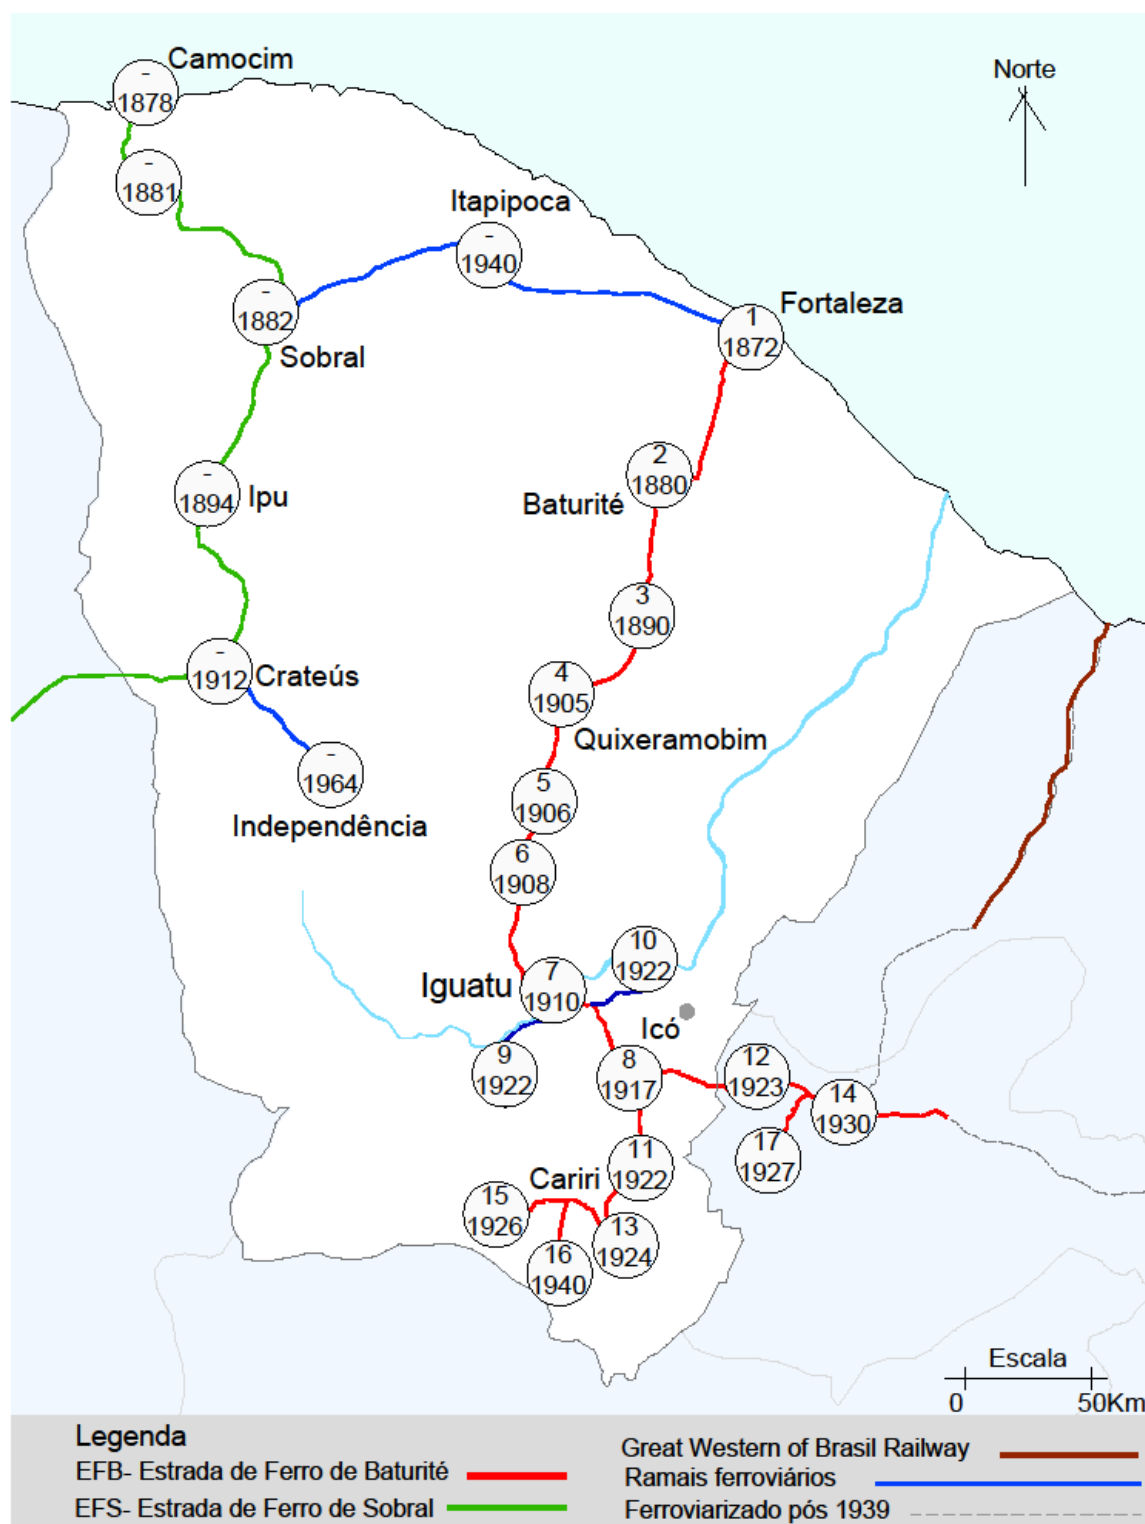 Camocim
-
1878
Norte
-
1881
Itapipoca
-
1940
-
1882
Sobral
Fortaleza
1
1872
2
1880
Baturité
-
1894
Ipu
3
1890
-
1912
Crateús
4
1905
Quixeramobim
-
1964
Independência
5
1906
6
1908
10
1922
Iguatu
7
1910
Icó
9
1922
8
1917
12
1923
14
1930
17
1927
11
1922
Cariri
15
1926
13
1924
16
1940
Escala
0
50Km
Legenda
EFB- Estrada de Ferro de Baturité
EFS- Estrada de Ferro de Sobral
Great Western of Brasil Railway
Ramais ferroviários
Ferroviarizado pós 1939